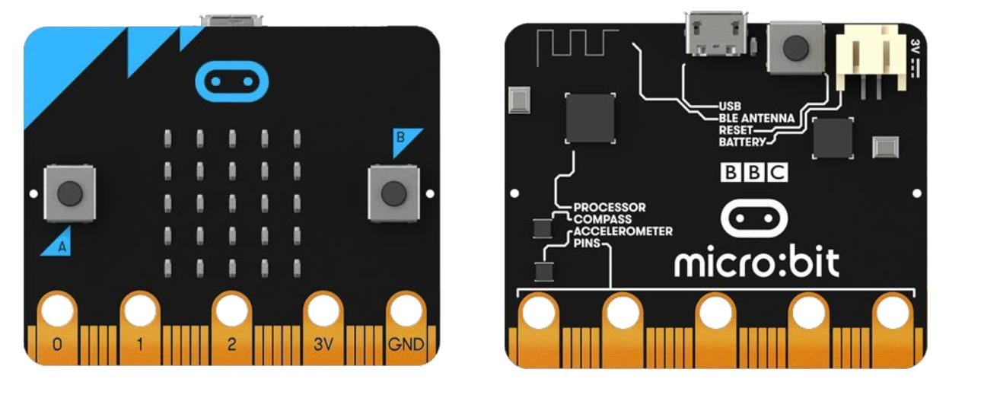 B
A
0 1 2 3V GND
3V
USB
BLE ANTENNA
RESET
BATTERY
BBC
PROCESSOR
COMPASS
ACCELEROMETER
PINS
micro:bit